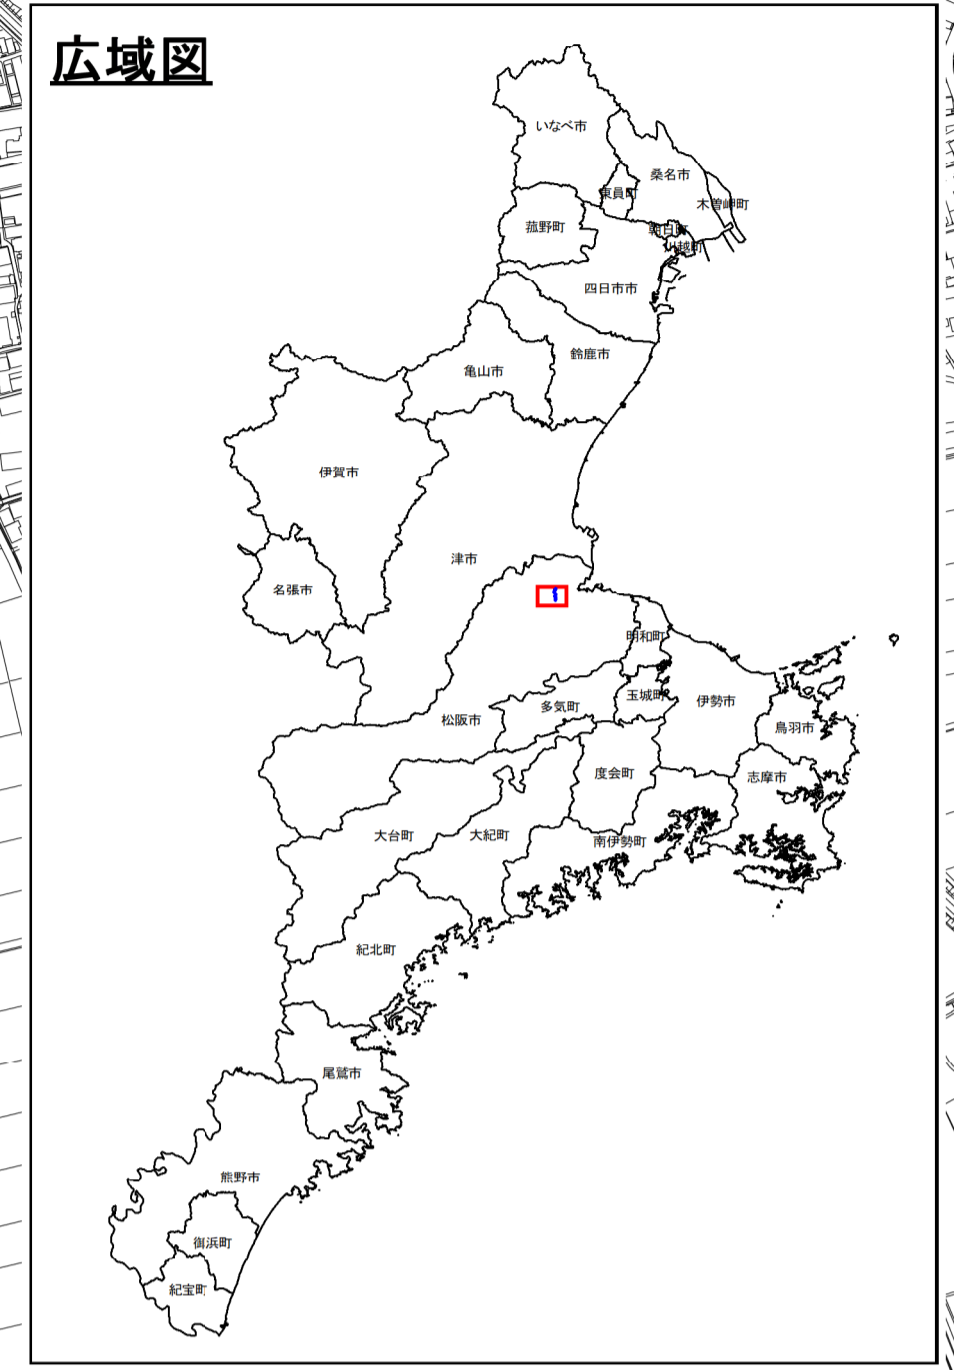 広域図
いなべ市
桑名市
東員町
木曽岬町
菰野町
朝日町
川越町
四日市市
鈴鹿市
亀山市
伊賀市
津市
名張市
明和町
玉城町
伊勢市
多気町
松阪市
鳥羽市
度会町
志摩市
大台町
大紀町
南伊勢町
紀北町
尾鷲市
熊野市
御浜町
紀宝町